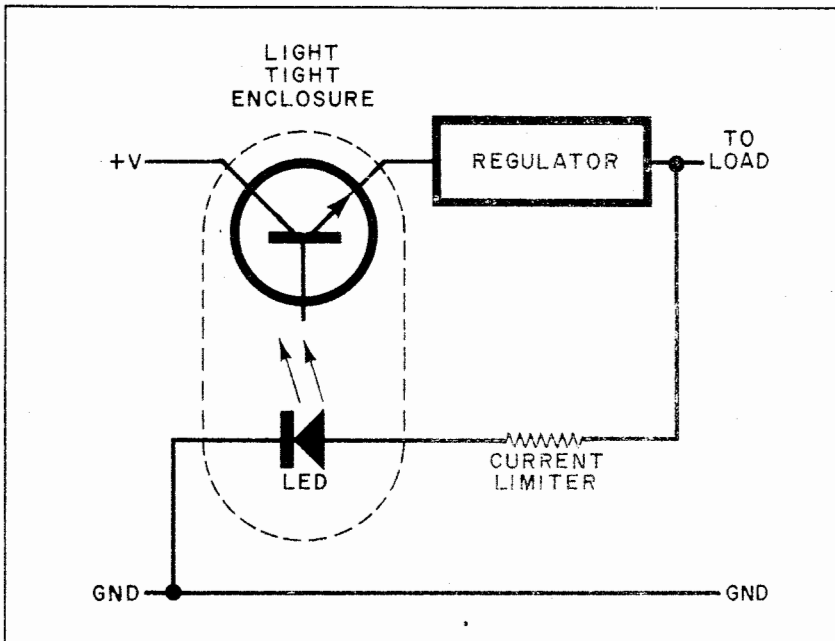 LIGHT
TIGHT
ENCLOSURE
+V
REGULATOR
TO
LOAD
LED
CURRENT
LIMITER
GND
GND